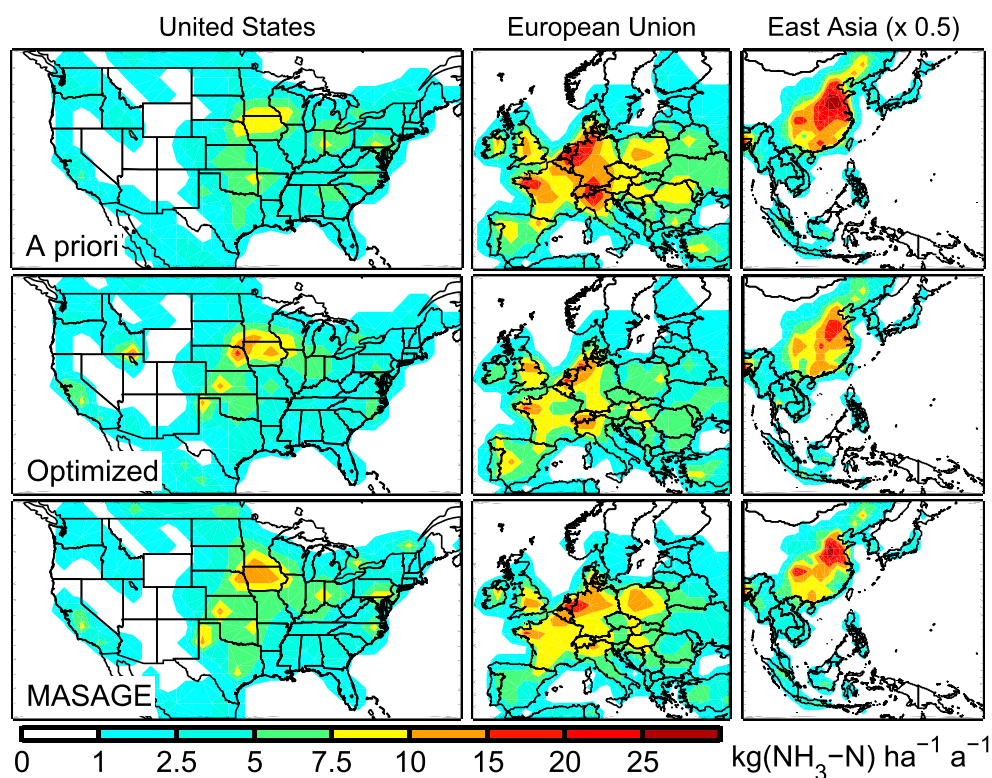 United States European Union East Asia (x 0.5)
A priori
Optimized
MASAGE
0 1 2.5 5 7.5 10 15 20 25 kg(NH₃−N) ha⁻¹ a⁻¹